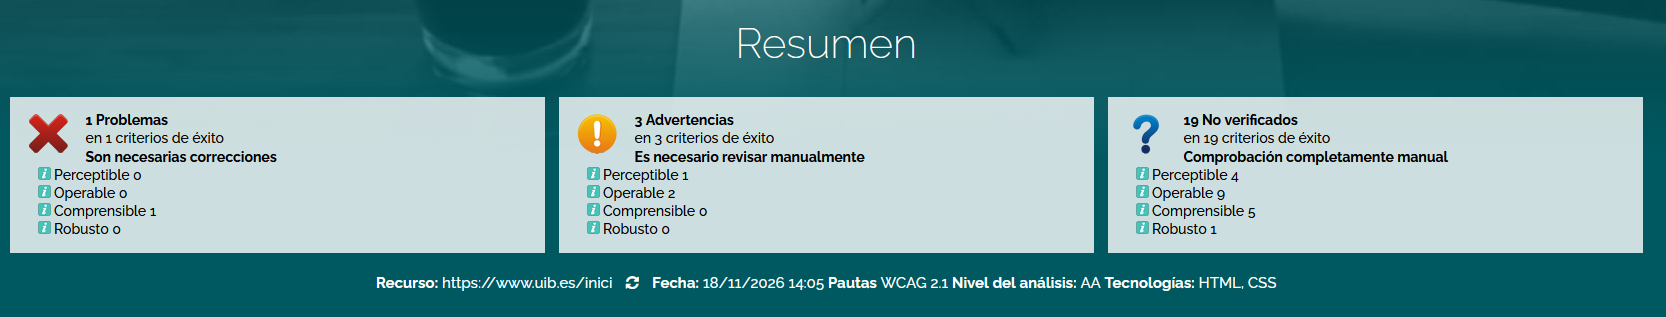 Resumen
1 Problemas
en 1 criterios de éxito
Son necesarias correcciones
Perceptible 0
Operable 0
Comprensible 1
Robusto 0
3 Advertencias
en 3 criterios de éxito
Es necesario revisar manualmente
Perceptible 1
Operable 2
Comprensible 0
Robusto 0
19 No verificados
en 19 criterios de éxito
Comprobación completamente manual
Perceptible 4
Operable 9
Comprensible 5
Robusto 1
Recurso: https://www.uib.es/inici Fecha: 18/11/2026 14:05 Pautas WCAG 2.1 Nivel del análisis: AA Tecnologías: HTML, CSS